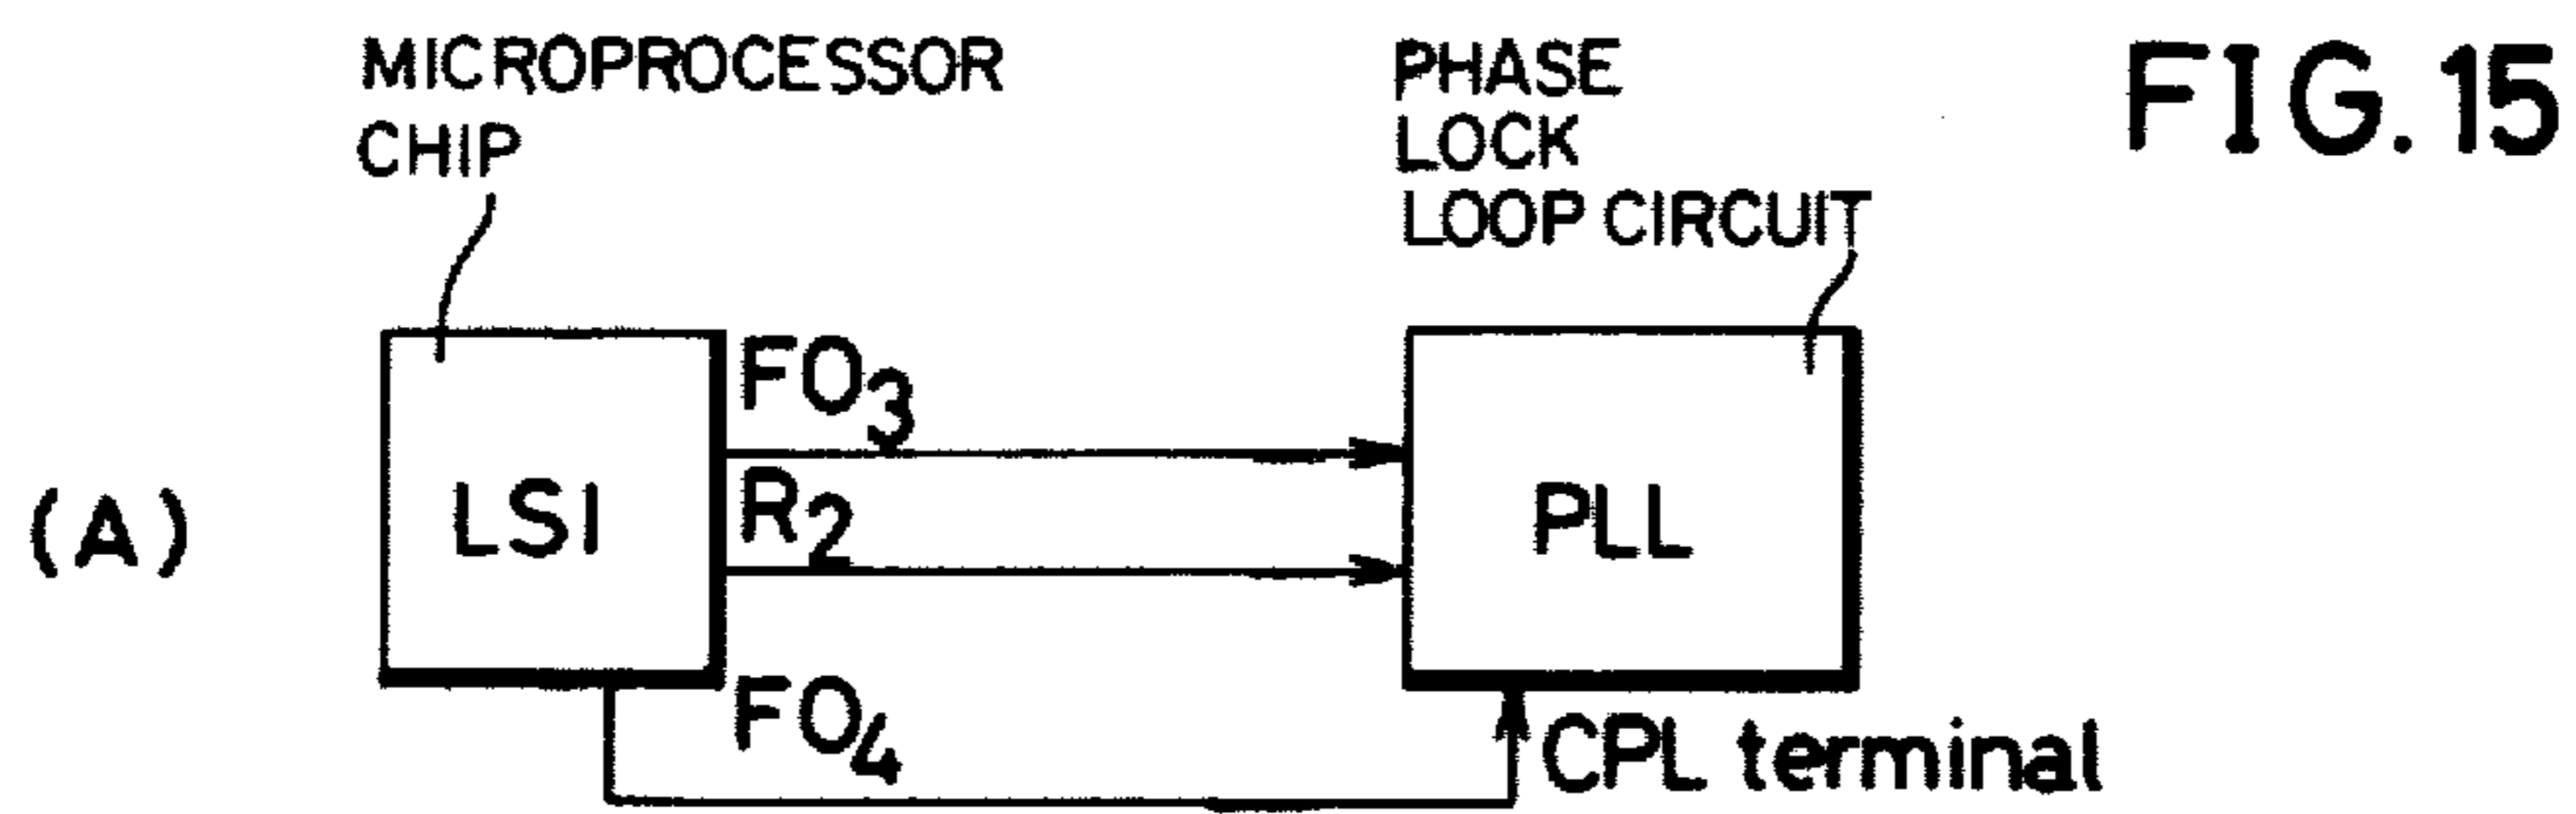 MICROPROCESSOR
CHIP
PHASE
LOCK
LOOP CIRCUIT
FIG. 15
(A)
LSI
FO3
R2
FO4
PLL
CPL terminal